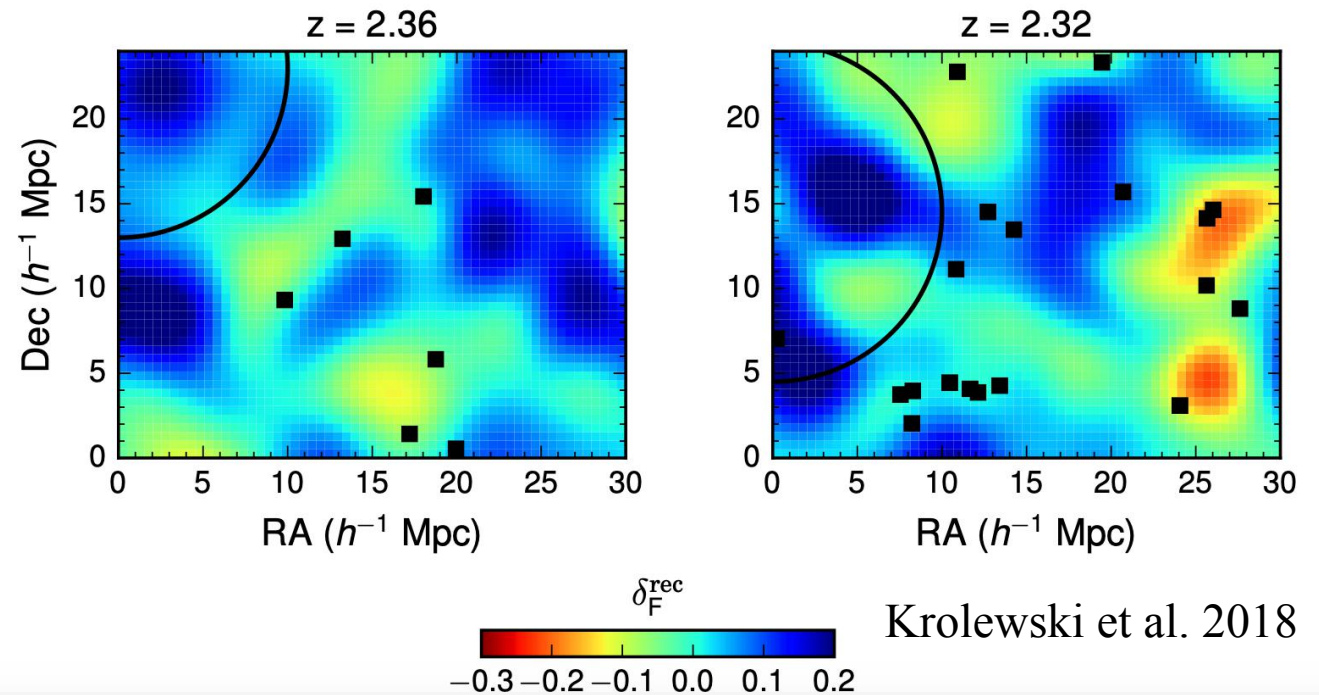 z = 2.36
z = 2.32
Dec (h⁻¹ Mpc)
20
15
10
5
0
20
15
10
5
0
0 5 10 15 20 25 30
0 5 10 15 20 25 30
RA (h⁻¹ Mpc)
RA (h⁻¹ Mpc)
δ_F^rec
−0.3 −0.2 −0.1 0.0 0.1 0.2
Krolewski et al. 2018